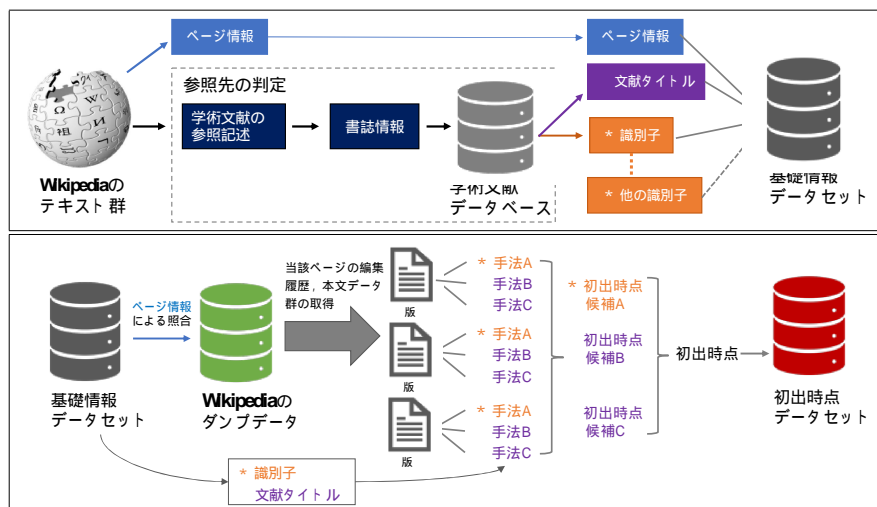 ページ情報
ページ情報
参照先の判定
文献タイトル
学術文献の
参照記述
書誌情報
* 識別子
Wikipediaの
テキスト群
学術文献
データベース
* 他の識別子
基礎情報
データセット
当該ページの編集
履歴，本文データ
群の取得
ページ情報
による照合
版
* 手法A
手法B
手法C
* 初出時点
候補A
版
* 手法A
手法B
手法C
初出時点
候補B
初出時点
基礎情報
データセット
Wikipediaの
ダンプデータ
版
* 手法A
手法B
手法C
初出時点
候補C
初出時点
データセット
* 識別子
文献タイトル